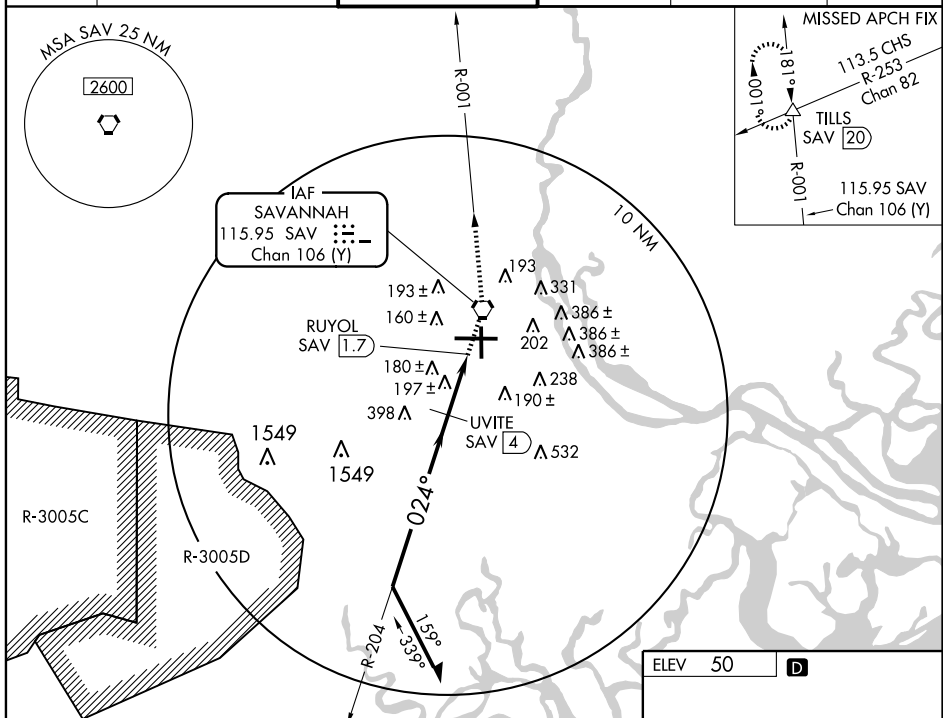 MSA SAV 25 NM
2600
R-001
MISSED APCH FIX
113.5 CHS
R-253
Chan 82
181°
001°
TILLS
SAV 20
R-001
115.95 SAV
Chan 106 (Y)
IAF
SAVANNAH
115.95 SAV
Chan 106 (Y)
10 NM
193
331
193 ±
386 ±
160 ±
386 ±
202
386 ±
RUYOL
SAV 1.7
180 ±
197 ±
238
190 ±
398
UVITE
SAV 4
532
1549
1549
024°
R-3005C
R-3005D
R-204
159°
339°
ELEV 50
D